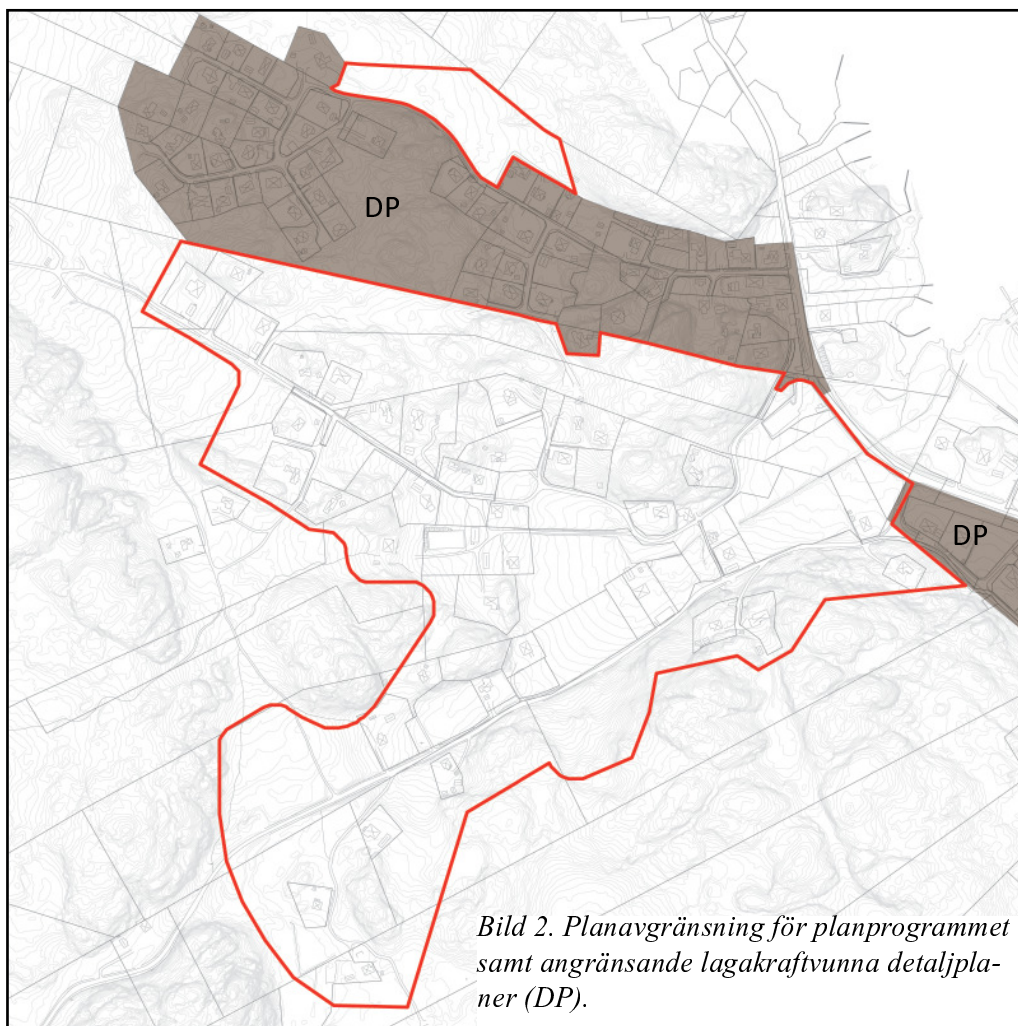 DP
DP
Bild 2. Planavgränsning för planprogrammet
samt angränsande lagakraftvunna detaljpla-
ner (DP).